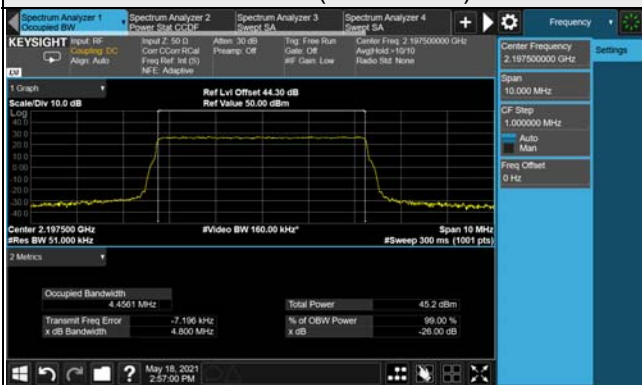 Spectrum Analyzer 1
Occupied BW
Spectrum Analyzer 2
Power Stat CCDF
Spectrum Analyzer 3
Swept SA
Spectrum Analyzer 4
Swept SA
Frequency
KEYSIGHT
Input: RF
Coupling: DC
Align: Auto
Input Z: 50 Ω
Corr CCorr RCal
Freq Ref: Int (S)
NFE: Adaptive
Atten: 30 dB
Preamp: Off
Trig: Free Run
Gate: Off
#IF Gain: Low
Center Freq: 2.197500000 GHz
Avg|Hold:>10/10
Radio Std: None
LXI
Center Frequency
2.197500000 GHz
Settings
Span
10.000 MHz
CF Step
1.000000 MHz
Auto
Man
Freq Offset
0 Hz
1 Graph
Scale/Div 10.0 dB
Ref Lvl Offset 44.30 dB
Ref Value 50.00 dBm
Log
40.0
30.0
20.0
10.0
0.00
-10.0
-20.0
-30.0
-40.0
Center 2.197500 GHz
#Res BW 51.000 kHz
#Video BW 160.00 kHz*
Span 10 MHz
#Sweep 300 ms (1001 pts)
2 Metrics
Occupied Bandwidth
4.4561 MHz
Total Power 45.2 dBm
Transmit Freq Error -7.196 kHz
% of OBW Power 99.00 %
x dB Bandwidth 4.800 MHz
x dB -26.00 dB
May 18, 2021
2:57:00 PM